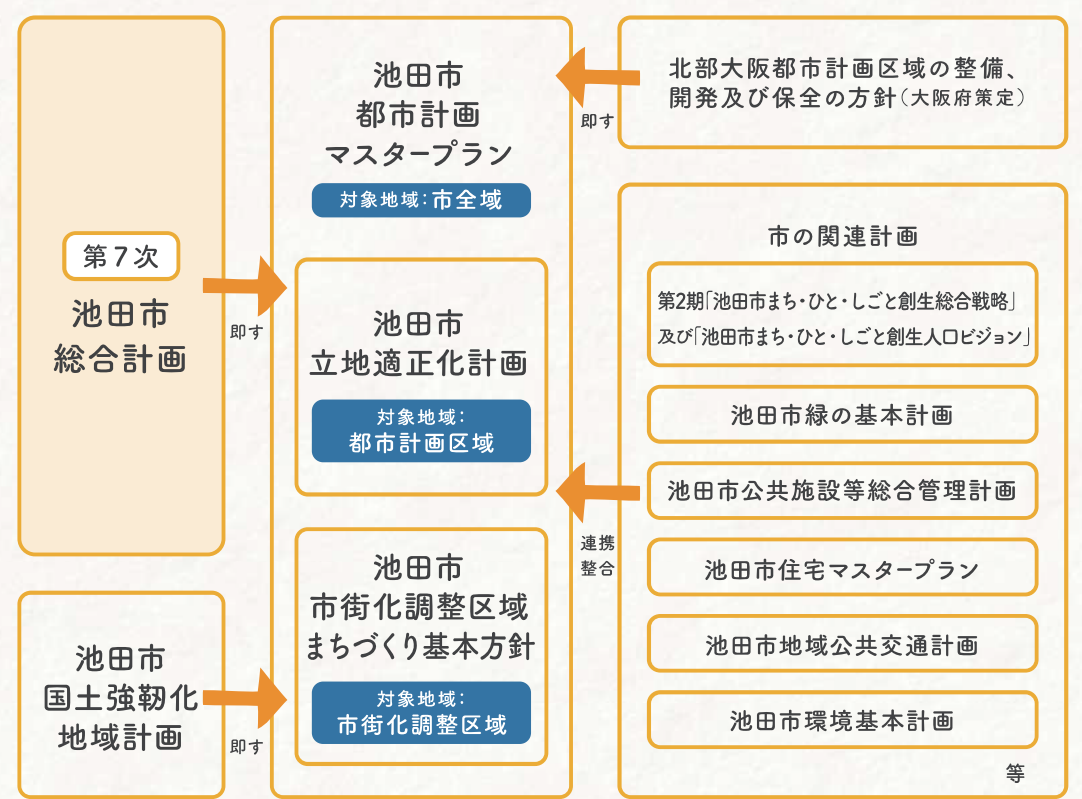 第7次
池田市
総合計画
即す
池田市
国土強靭化
地域計画
即す
池田市
都市計画
マスタープラン
対象地域：市全域
池田市
立地適正化計画
対象地域：
都市計画区域
池田市
市街化調整区域
まちづくり基本方針
対象地域：
市街化調整区域
即す
北部大阪都市計画区域の整備、
開発及び保全の方針（大阪府策定）
連携
整合
市の関連計画
第2期「池田市まち・ひと・しごと創生総合戦略」
及び「池田市まち・ひと・しごと創生人口ビジョン」
池田市緑の基本計画
池田市公共施設等総合管理計画
池田市住宅マスタープラン
池田市地域公共交通計画
池田市環境基本計画
等